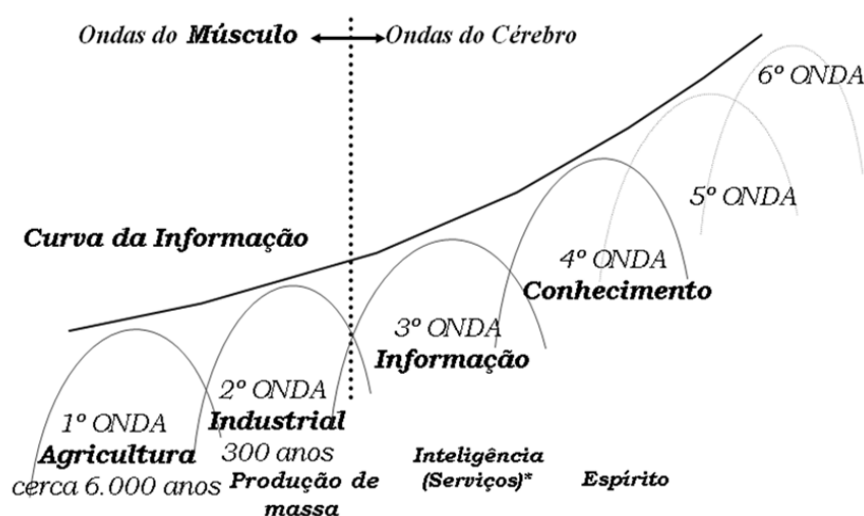 Ondas do Músculo
Ondas do Cérebro
6º ONDA
5º ONDA
Curva da Informação
4º ONDA
Conhecimento
3º ONDA
Informação
2º ONDA
Industrial
300 anos
1º ONDA
Agricultura
cerca 6.000 anos
Produção de
massa
Inteligência
(Serviços)*
Espírito